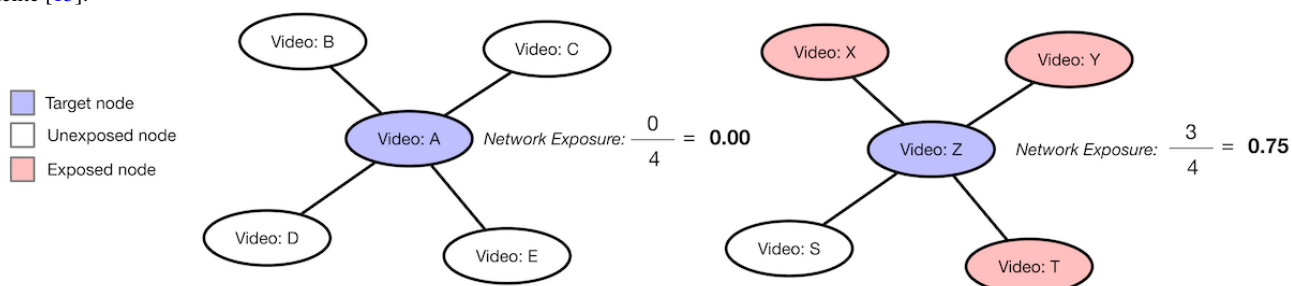 Video: B
Video: C
Target node
Unexposed node
Exposed node
Video: A
Network Exposure: 0 / 4 = 0.00
Video: D
Video: E
Video: X
Video: Y
Video: Z
Network Exposure: 3 / 4 = 0.75
Video: S
Video: T